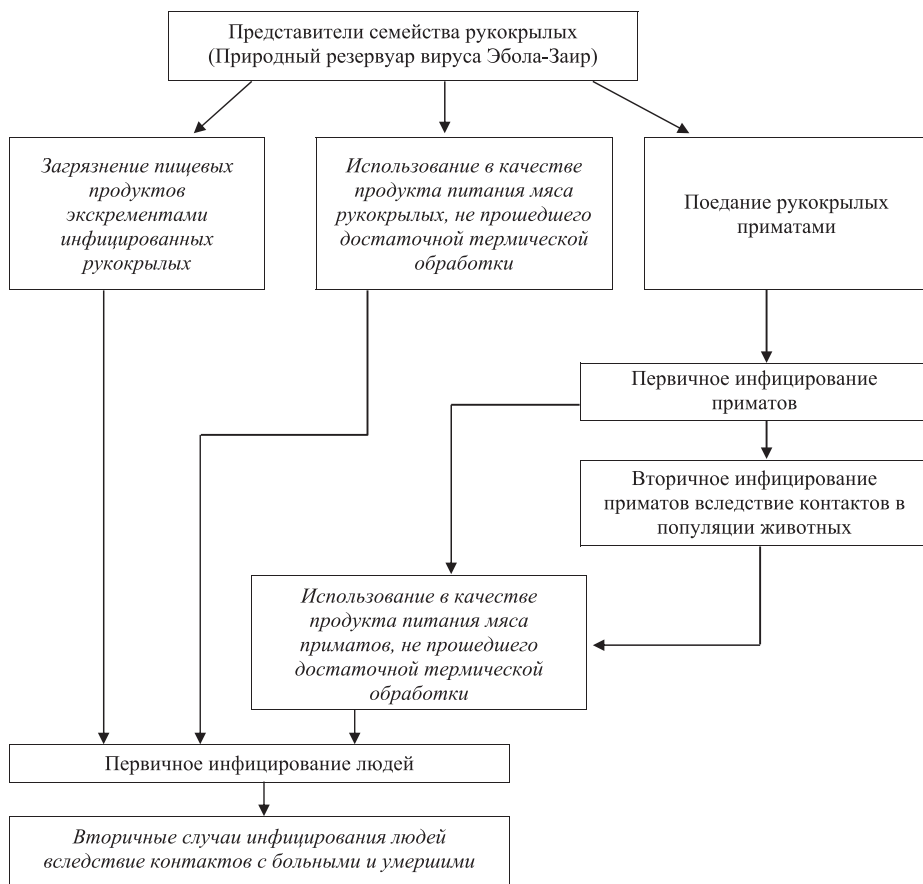 Представители семейства рукокрылых
(Природный резервуар вируса Эбола-Заир)
Загрязнение пищевых
продуктов
экскрементами
инфицированных
рукокрылых
Использование в качестве
продукта питания мяса
рукокрылых, не прошедшего
достаточной термической
обработки
Поедание рукокрылых
приматами
Первичное инфицирование
приматов
Вторичное инфицирование
приматов вследствие контактов в
популяции животных
Использование в качестве
продукта питания мяса
приматов, не прошедшего
достаточной термической
обработки
Первичное инфицирование людей
Вторичные случаи инфицирования людей
вследствие контактов с больными и умершими